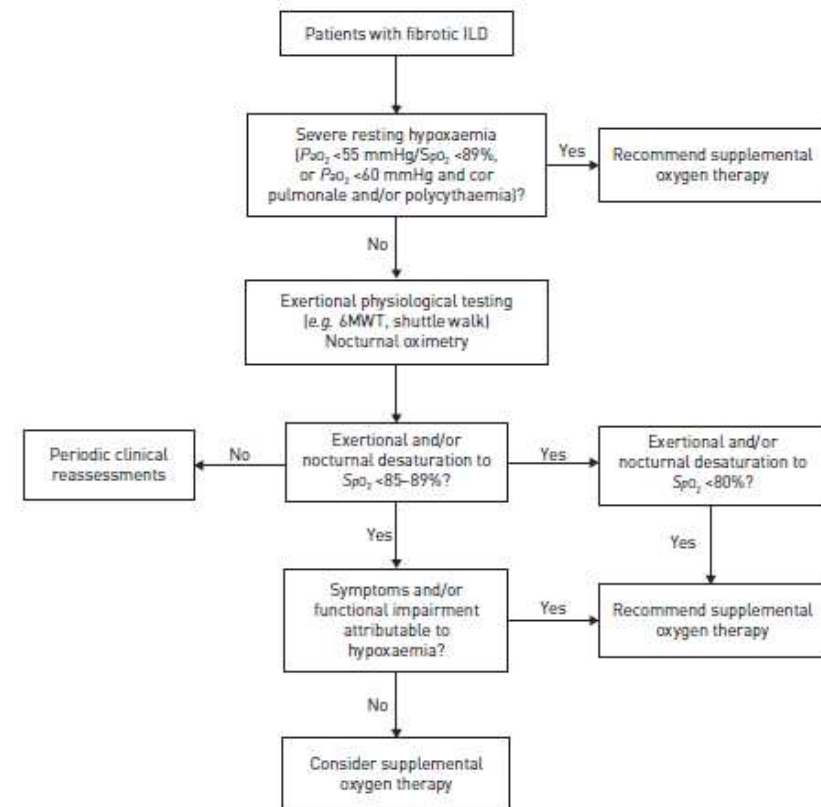 Patients with fibrotic ILD
Severe resting hypoxaemia
(PaO₂ <55 mmHg/SpO₂ <89%,
or PaO₂ <60 mmHg and cor
pulmonale and/or polycythaemia)?
Yes
Recommend supplemental
oxygen therapy
No
Exertional physiological testing
(e.g. 6MWT, shuttle walk)
Nocturnal oximetry
Periodic clinical
reassessments
No
Exertional and/or
nocturnal desaturation to
SpO₂ <85–89%?
Yes
Exertional and/or
nocturnal desaturation to
SpO₂ <80%?
Yes
Yes
Symptoms and/or
functional impairment
attributable to
hypoxaemia?
Yes
Recommend supplemental
oxygen therapy
No
Consider supplemental
oxygen therapy